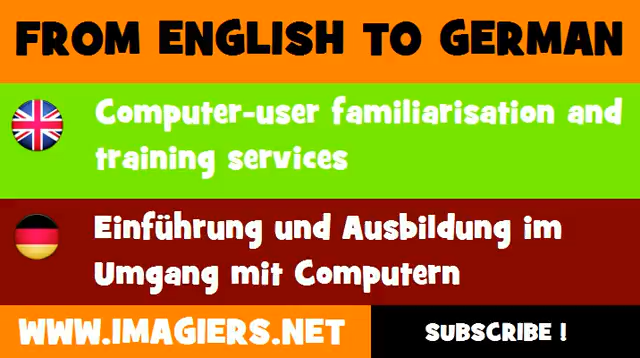 FROM ENGLISH TO GERMAN
Computer-user familiarisation and
training services
Einführung und Ausbildung im
Umgang mit Computern
WWW.IMAGIERS.NET
SUBSCRIBE !